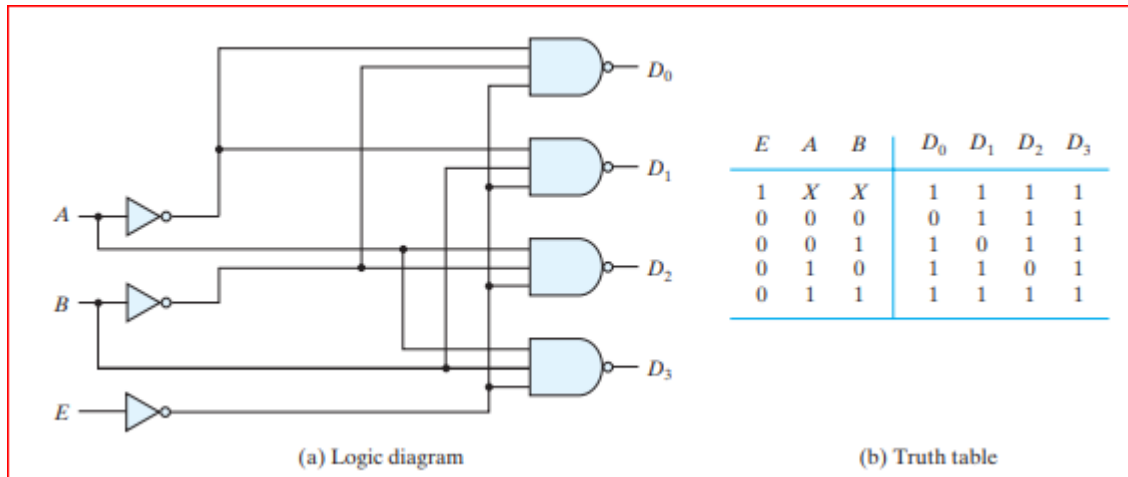 D₀
D₁
A
D₂
B
D₃
E
(a) Logic diagram
E A B D₀ D₁ D₂ D₃
1 X X 1 1 1 1
0 0 0 0 1 1 1
0 0 1 1 0 1 1
0 1 0 1 1 0 1
0 1 1 1 1 1 1
(b) Truth table